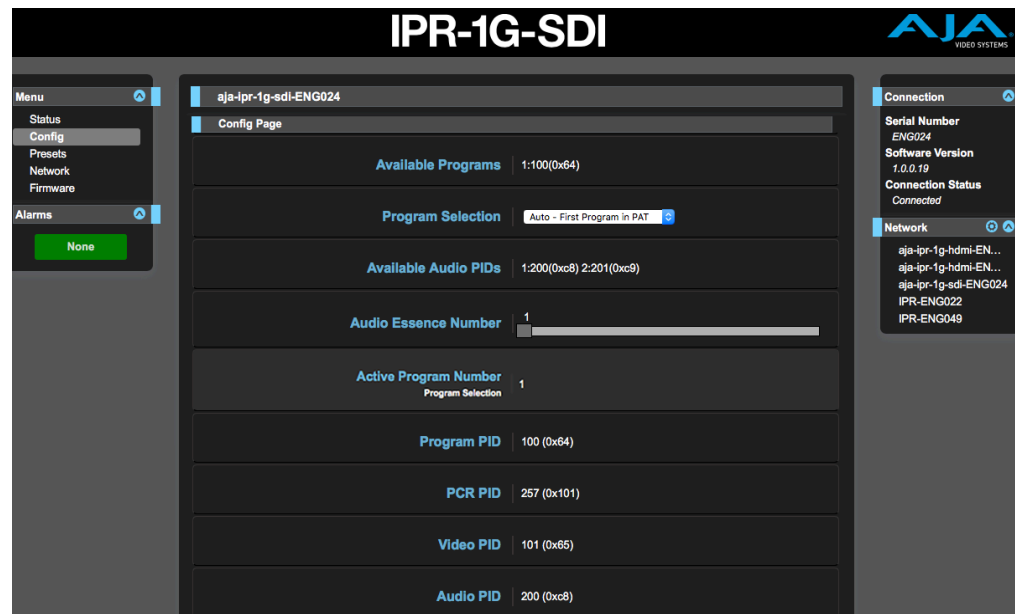 IPR-1G-SDI
AJA
VIDEO SYSTEMS
Menu
Status
Config
Presets
Network
Firmware
Alarms
None
aja-ipr-1g-sdi-ENG024
Config Page
Available Programs 1:100(0x64)
Program Selection Auto - First Program in PAT
Available Audio PIDs 1:200(0xc8) 2:201(0xc9)
Audio Essence Number 1
Active Program Number 1
Program Selection
Program PID 100 (0x64)
PCR PID 257 (0x101)
Video PID 101 (0x65)
Audio PID 200 (0xc8)
Connection
Serial Number
ENG024
Software Version
1.0.0.19
Connection Status
Connected
Network
aja-ipr-1g-hdmi-EN...
aja-ipr-1g-hdmi-EN...
aja-ipr-1g-sdi-ENG024
IPR-ENG022
IPR-ENG049